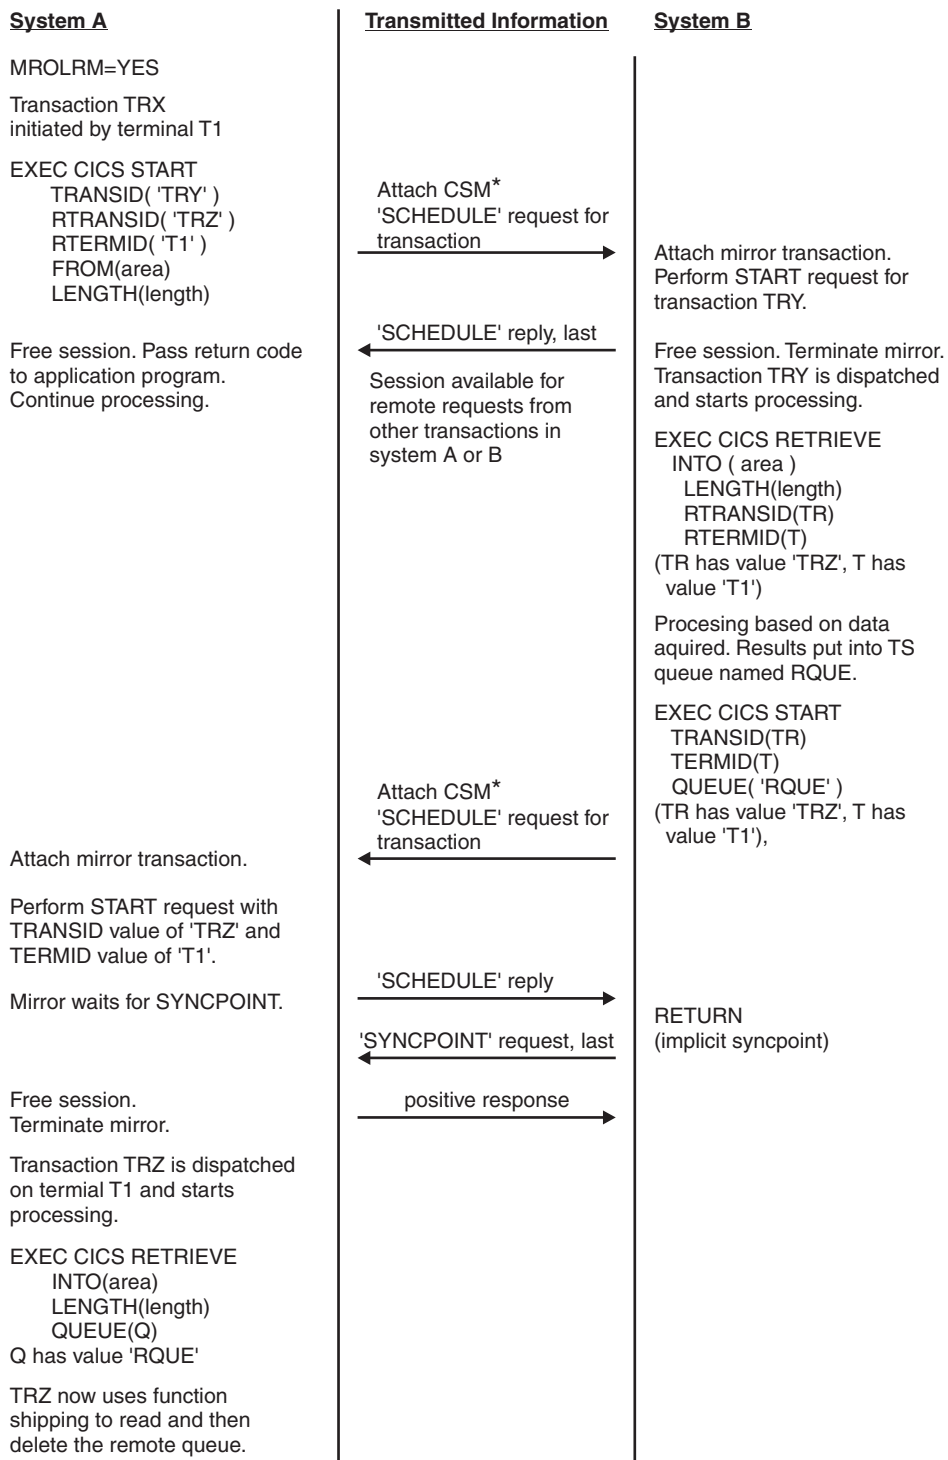 System A
Transmitted Information
System B
MROLRM=YES
Transaction TRX
initiated by terminal T1
EXEC CICS START
TRANSID( 'TRY' )
RTRANSID( 'TRZ' )
RTERMID( 'T1' )
FROM(area)
LENGTH(length)
Attach CSM*
'SCHEDULE' request for
transaction
Attach mirror transaction.
Perform START request for
transaction TRY.
'SCHEDULE' reply, last
Free session. Pass return code
to application program.
Continue processing.
Session available for
remote requests from
other transactions in
system A or B
Free session. Terminate mirror.
Transaction TRY is dispatched
and starts processing.
EXEC CICS RETRIEVE
INTO ( area )
LENGTH(length)
RTRANSID(TR)
RTERMID(T)
(TR has value 'TRZ', T has
value 'T1')
Procesing based on data
aquired. Results put into TS
queue named RQUE.
EXEC CICS START
TRANSID(TR)
TERMID(T)
QUEUE( 'RQUE' )
(TR has value 'TRZ', T has
value 'T1'),
Attach CSM*
'SCHEDULE' request for
transaction
Attach mirror transaction.
Perform START request with
TRANSID value of 'TRZ' and
TERMID value of 'T1'.
'SCHEDULE' reply
Mirror waits for SYNCPOINT.
RETURN
(implicit syncpoint)
'SYNCPOINT' request, last
Free session.
Terminate mirror.
positive response
Transaction TRZ is dispatched
on termial T1 and starts
processing.
EXEC CICS RETRIEVE
INTO(area)
LENGTH(length)
QUEUE(Q)
Q has value 'RQUE'
TRZ now uses function
shipping to read and then
delete the remote queue.